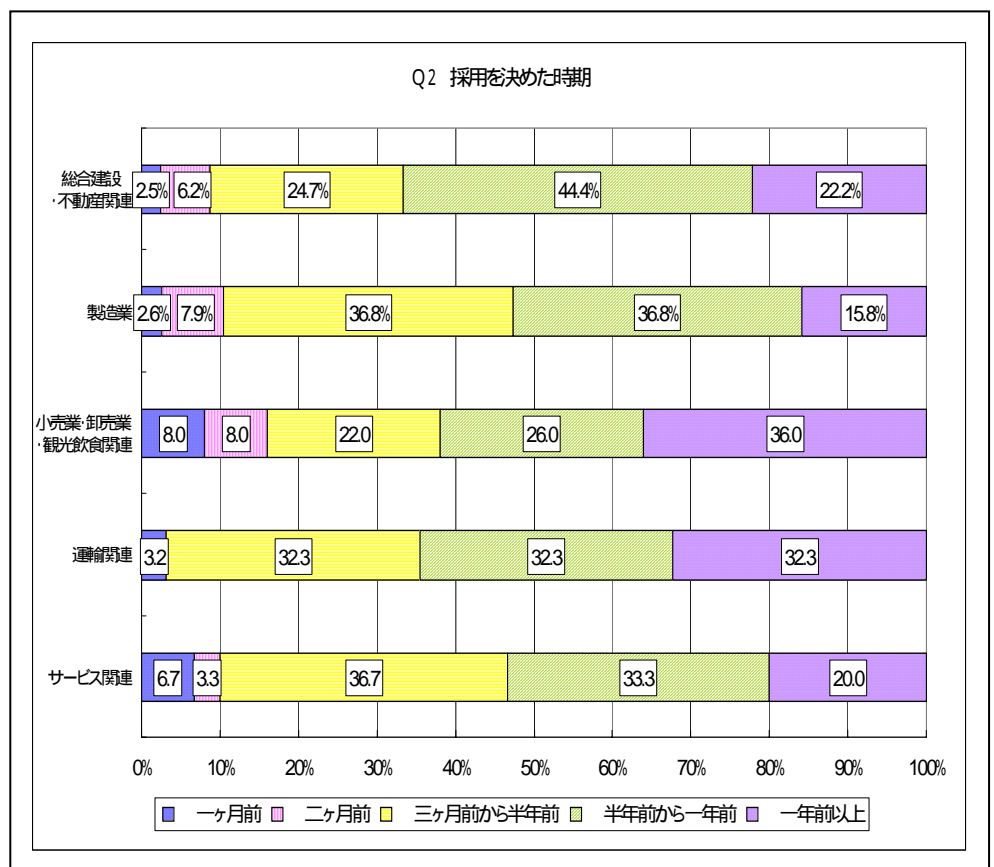 Q2 採用を決めた時期
総合建設
・不動産関連
2.5% 6.2% 24.7% 44.4% 22.2%
製造業
2.6% 7.9% 36.8% 36.8% 15.8%
小売業・卸売業
・観光飲食関連
8.0 8.0 22.0 26.0 36.0
運輸関連
3.2 32.3 32.3 32.3
サービス関連
6.7 3.3 36.7 33.3 20.0
0% 10% 20% 30% 40% 50% 60% 70% 80% 90% 100%
一ヶ月前 二ヶ月前 三ヶ月前から半年前 半年前から一年前 一年前以上